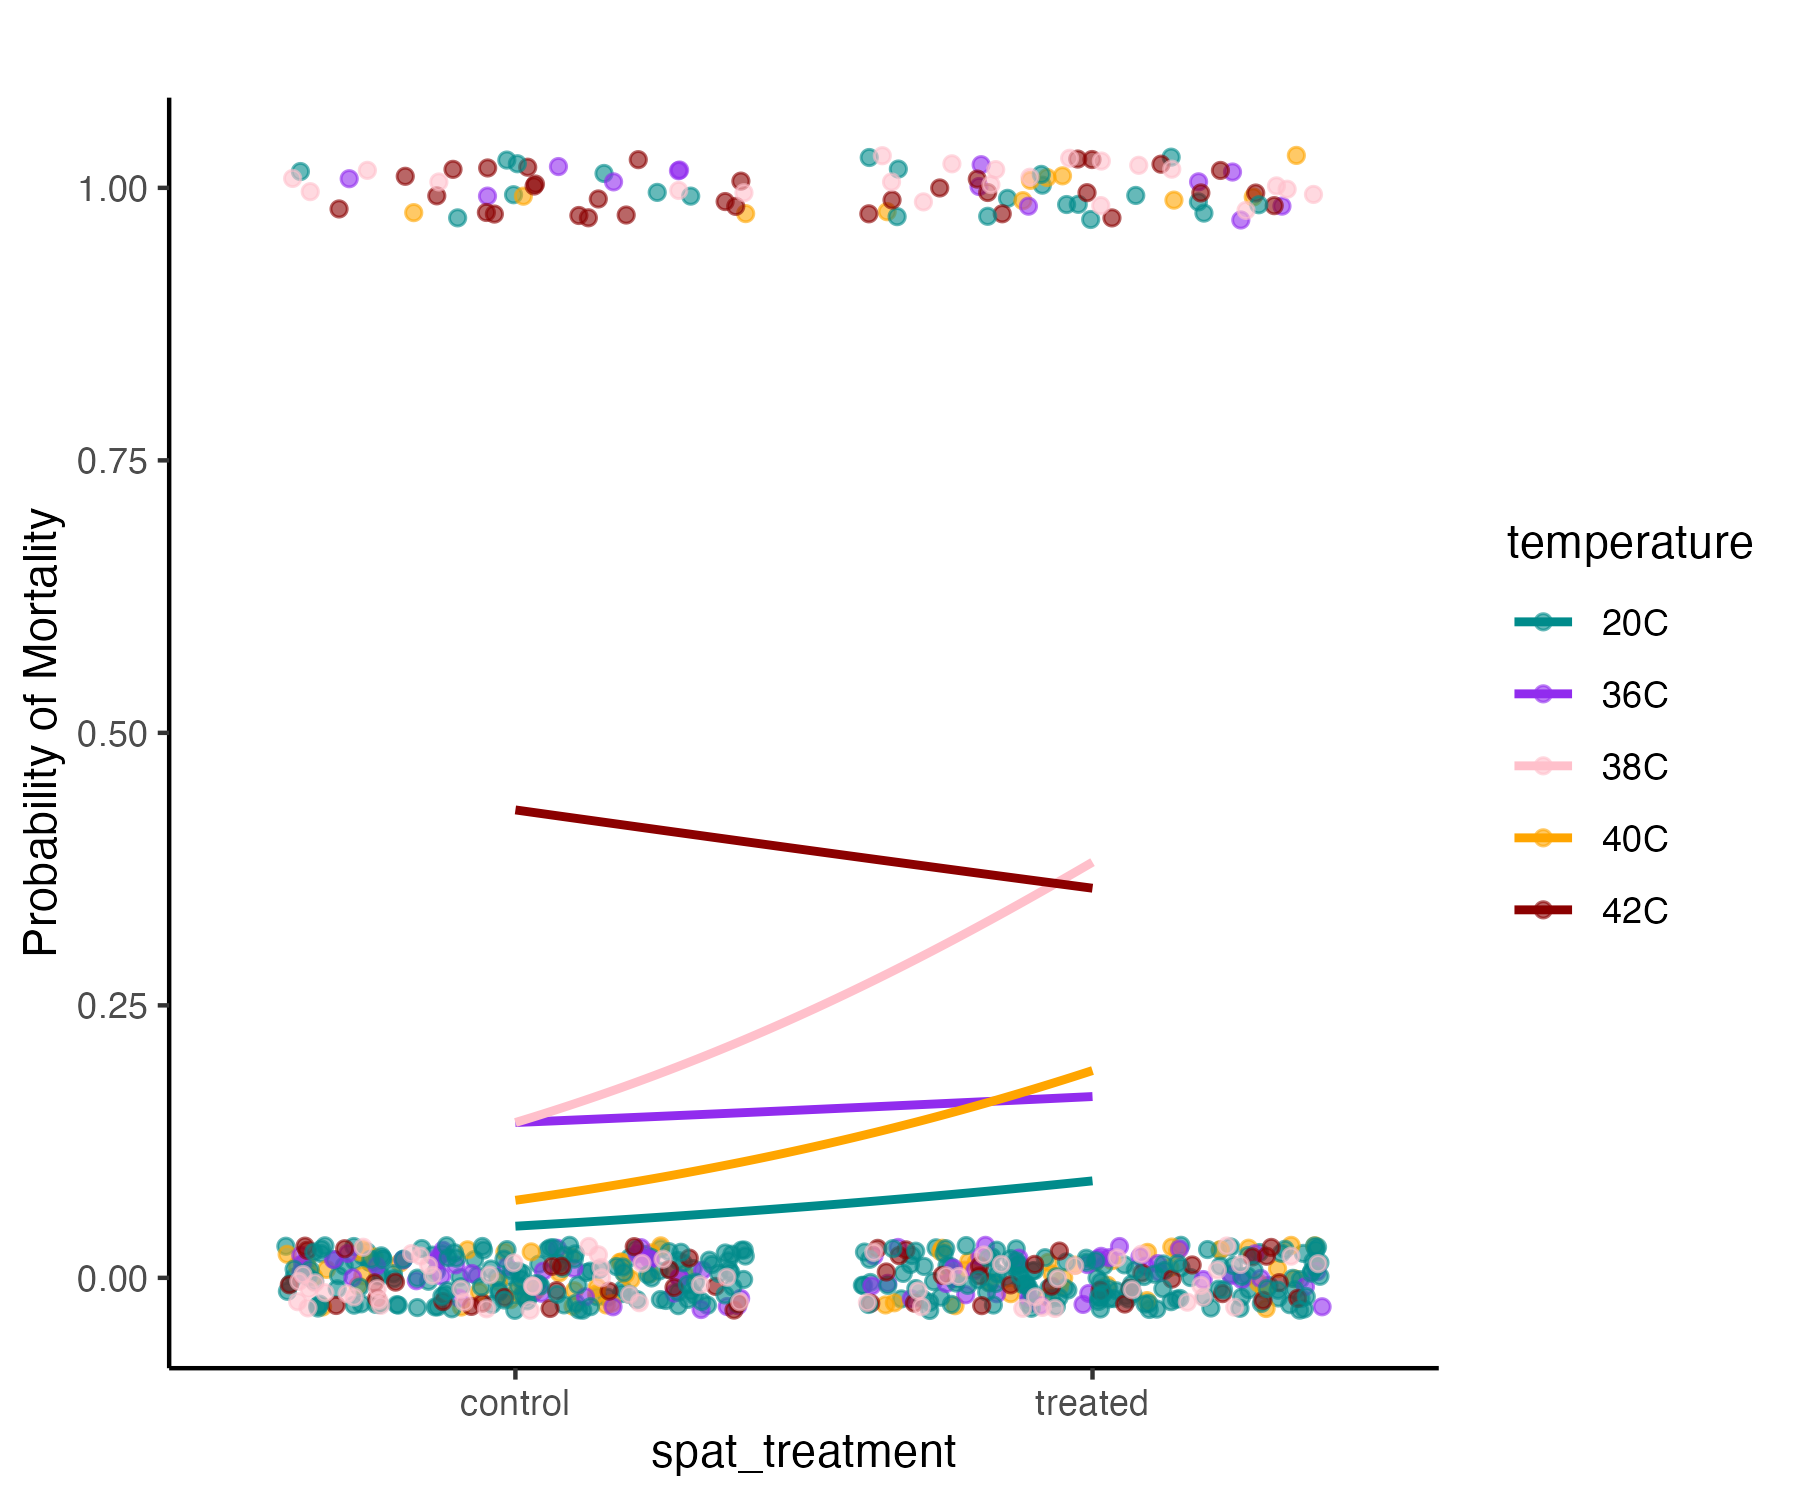 1.00
0.75
0.50
0.25
0.00
Probability of Mortality
control
treated
spat_treatment
temperature
20C
36C
38C
40C
42C